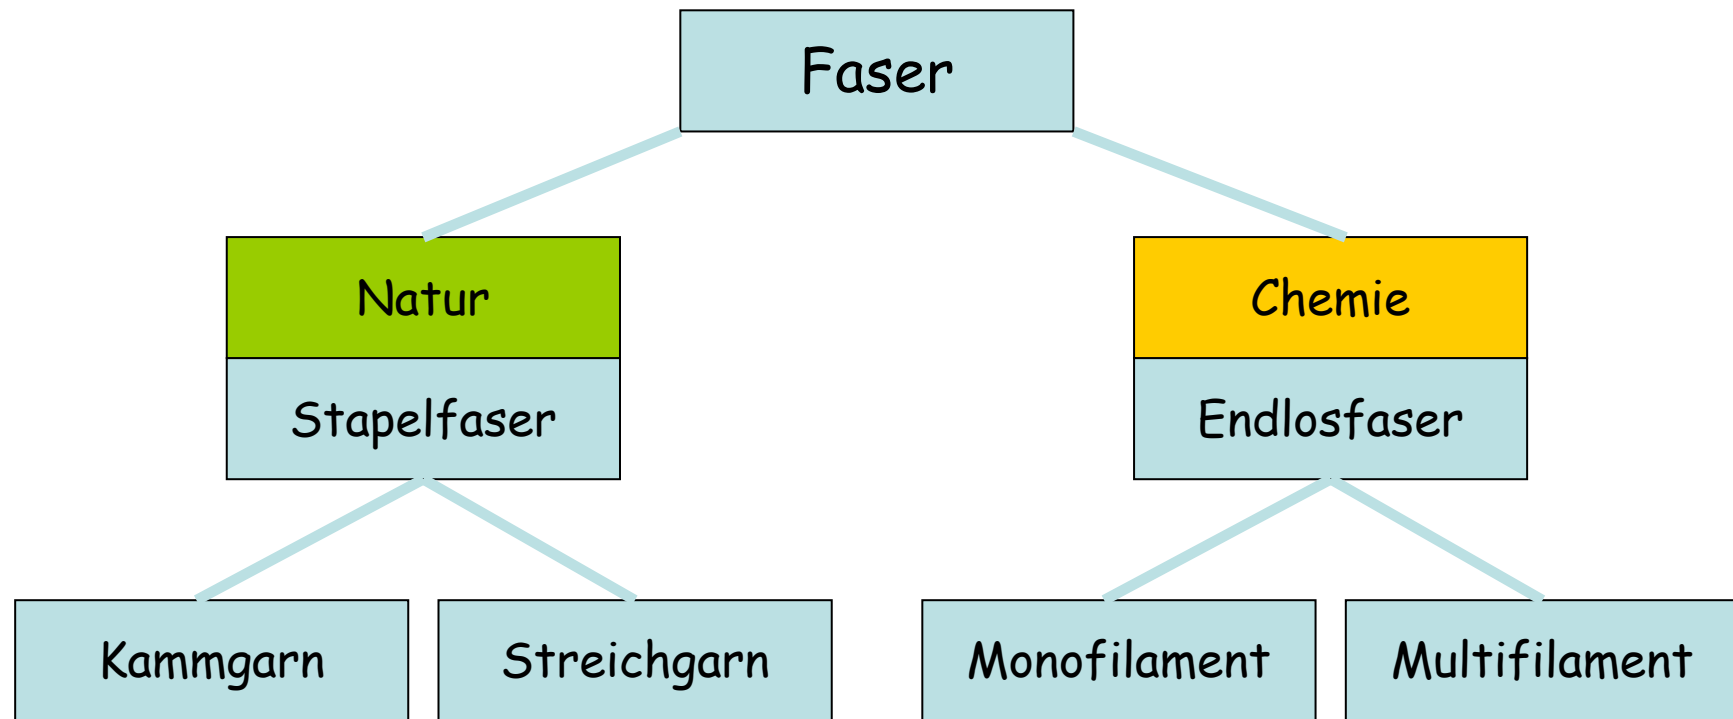 Faser
Natur
Chemie
Stapelfaser
Endlosfaser
Kammgarn
Streichgarn
Monofilament
Multifilament